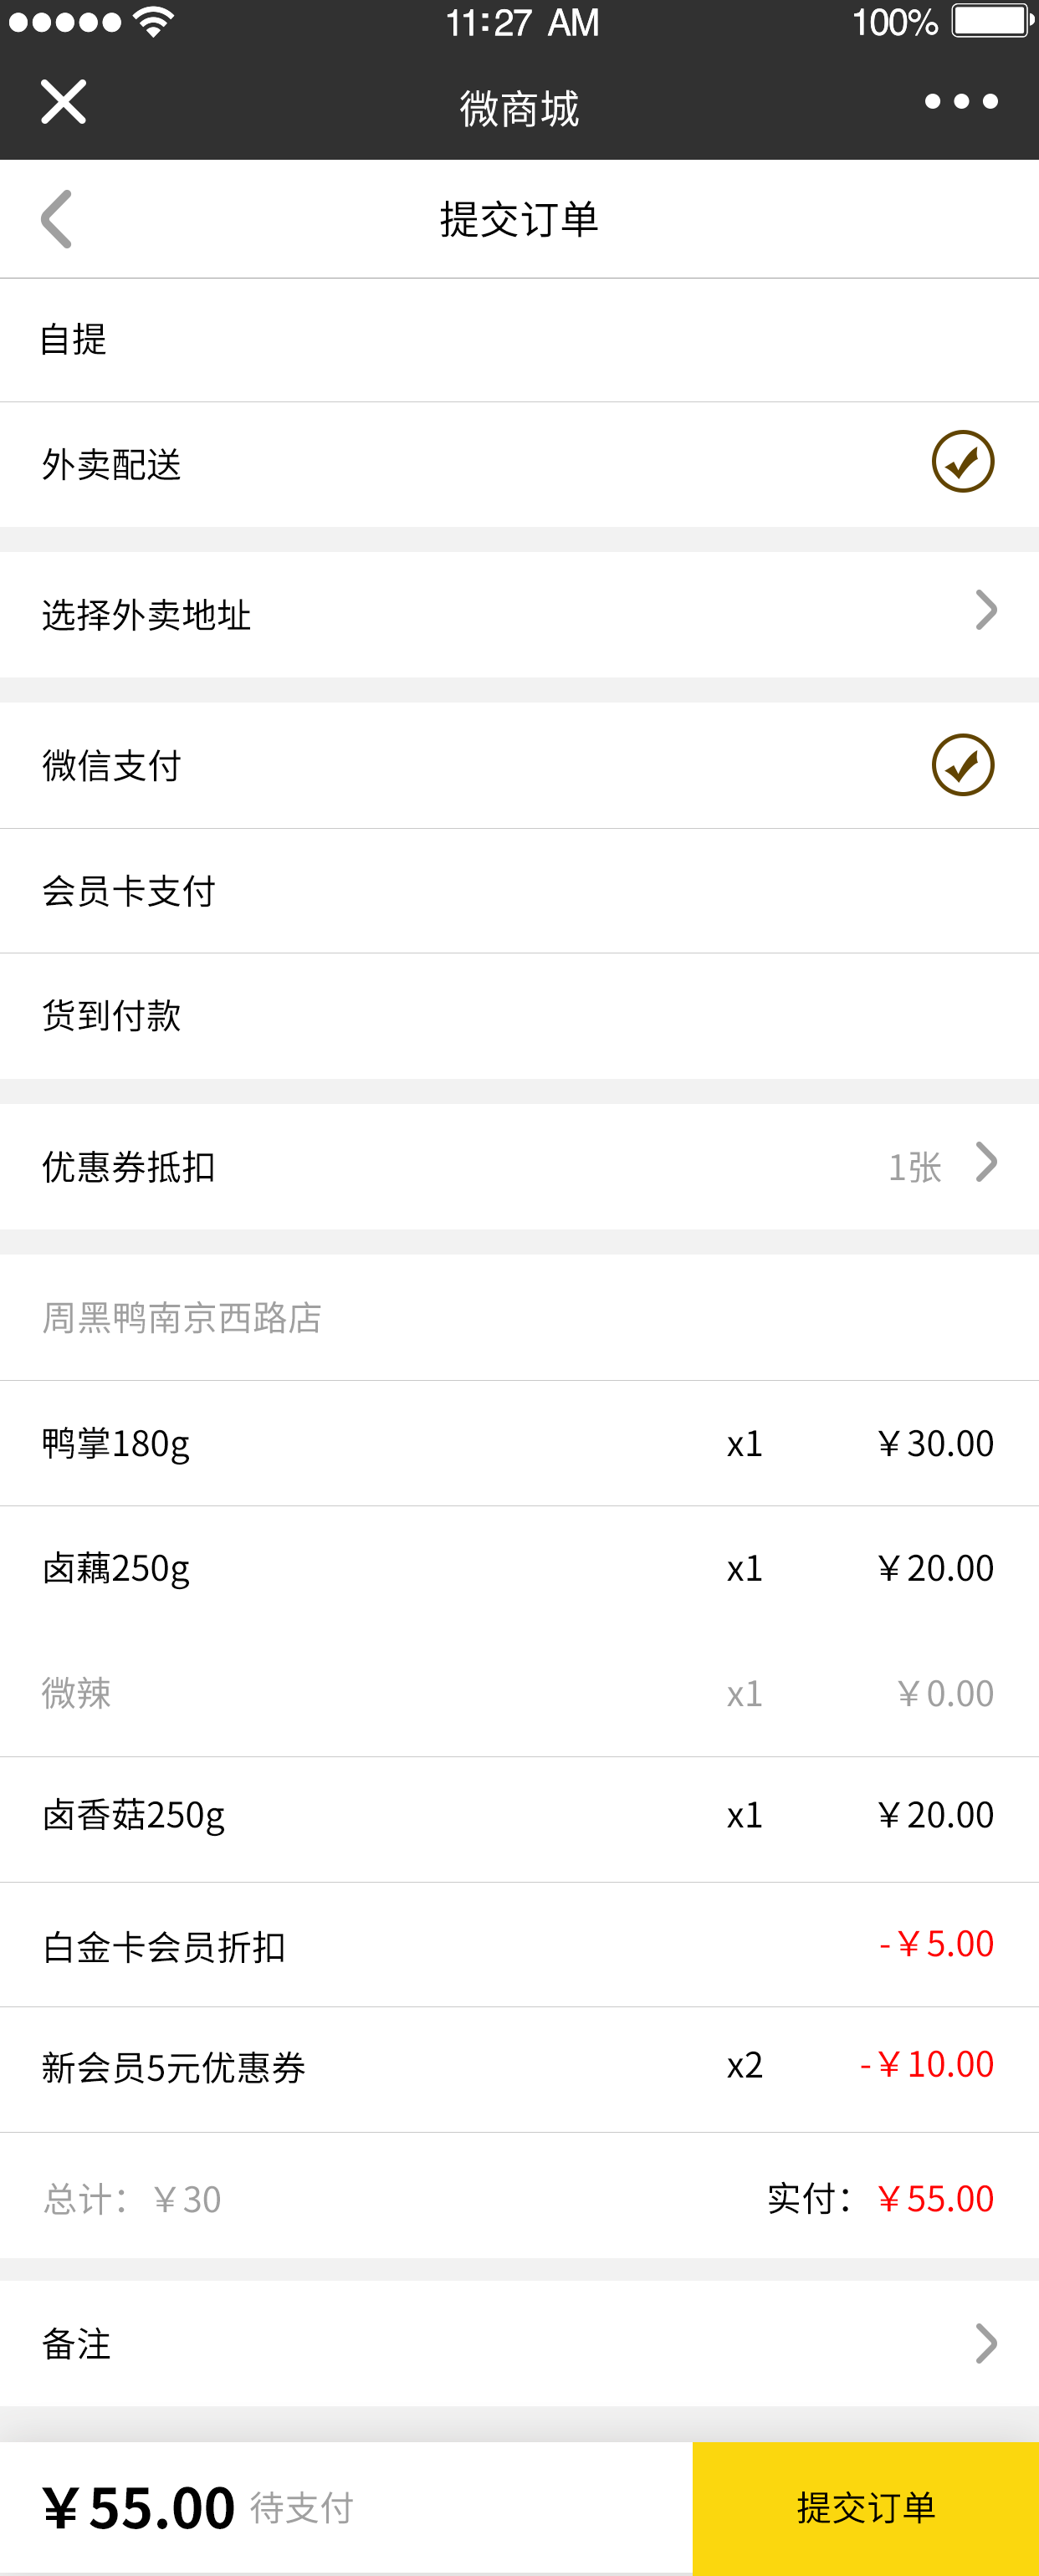 11:27 AM 100%
微商城
提交订单
自提
外卖配送
选择外卖地址
微信支付
会员卡支付
货到付款
优惠券抵扣 1张
周黑鸭南京西路店
鸭掌180g x1 ¥30.00
卤藕250g x1 ¥20.00
微辣 x1 ¥0.00
卤香菇250g x1 ¥20.00
白金卡会员折扣 -¥5.00
新会员5元优惠券 x2 -¥10.00
总计：¥30 实付：¥55.00
备注
¥55.00 待支付 提交订单